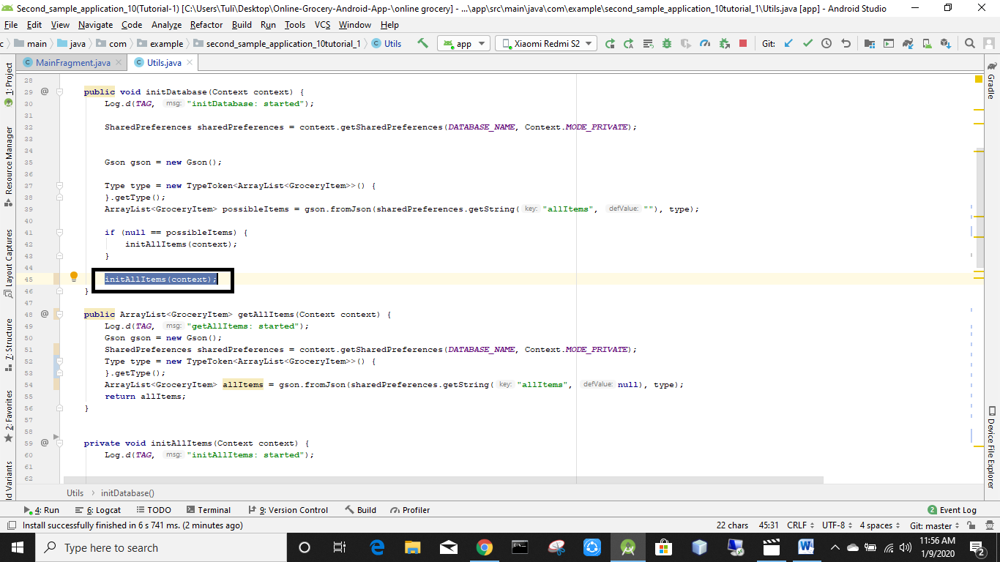 Second_sample_application_10(Tutorial-1) [C:\Users\Tuli\Desktop\Online-Grocery-Android-App-\online grocery] - ...\app\src\main\java\com\example\second_sample_application_10tutorial_1\Utils.java [app] - Android Studio
File Edit View Navigate Code Analyze Refactor Build Run Tools VCS Window Help
c main java com example second_sample_application_10tutorial_1 Utils app Xiaomi Redmi S2 Git:
MainFragment.java Utils.java
1: Project
Resource Manager
Layout Captures
7: Structure
2: Favorites
ld Variants
28
29 @ public void initDatabase(Context context) {
30 Log.d(TAG, msg: "initDatabase: started");
31
32 SharedPreferences sharedPreferences = context.getSharedPreferences(DATABASE_NAME, Context.MODE_PRIVATE);
33
34
35 Gson gson = new Gson();
36
37 Type type = new TypeToken<ArrayList<GroceryItem>>() {
38 }.getType();
39 ArrayList<GroceryItem> possibleItems = gson.fromJson(sharedPreferences.getString( key: "allItems", defValue: ""), type);
40
41 if (null == possibleItems) {
42 initAllItems(context);
43 }
44
45 initAllItems(context);
46 }
47
48 @ public ArrayList<GroceryItem> getAllItems(Context context) {
49 Log.d(TAG, msg: "getAllItems: started");
50 Gson gson = new Gson();
51 SharedPreferences sharedPreferences = context.getSharedPreferences(DATABASE_NAME, Context.MODE_PRIVATE);
52 Type type = new TypeToken<ArrayList<GroceryItem>>() {
53 }.getType();
54 ArrayList<GroceryItem> allItems = gson.fromJson(sharedPreferences.getString( key: "allItems", defValue: null), type);
55 return allItems;
56 }
57
58
59 @ private void initAllItems(Context context) {
60 Log.d(TAG, msg: "initAllItems: started");
61
62
Gradle
Device File Explorer
Utils initDatabase()
4: Run 6: Logcat TODO Terminal 9: Version Control Build Profiler 2 Event Log
Install successfully finished in 6 s 741 ms. (2 minutes ago) 22 chars 45:31 CRLF UTF-8 4 spaces Git: master
Type here to search
11:56 AM
1/9/2020
2